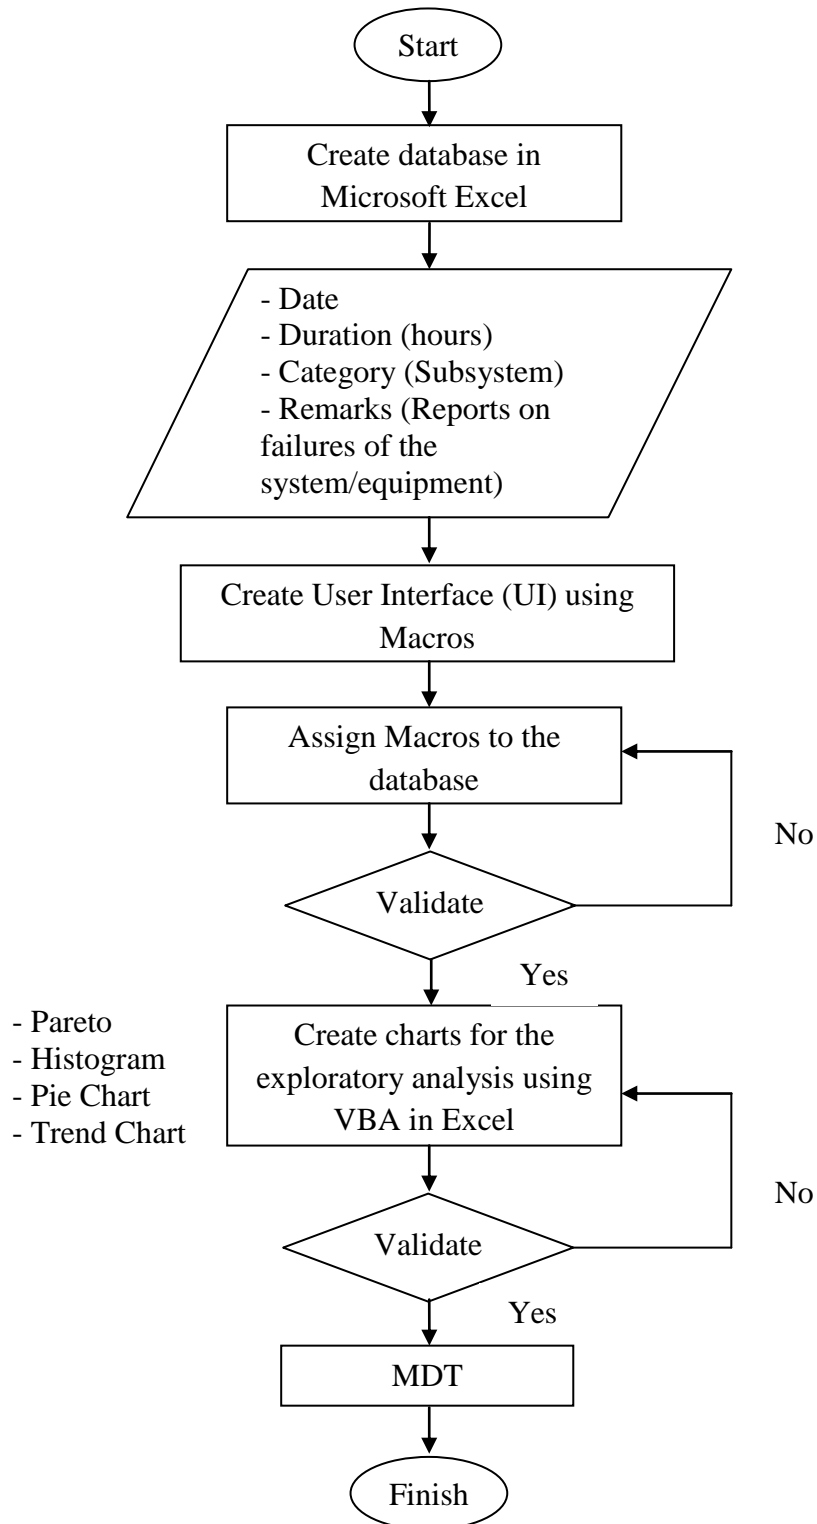 Start
Create database in
Microsoft Excel
- Date
- Duration (hours)
- Category (Subsystem)
- Remarks (Reports on
failures of the
system/equipment)
Create User Interface (UI) using
Macros
Assign Macros to the
database
No
Validate
Yes
- Pareto
- Histogram
- Pie Chart
- Trend Chart
Create charts for the
exploratory analysis using
VBA in Excel
No
Validate
Yes
MDT
Finish